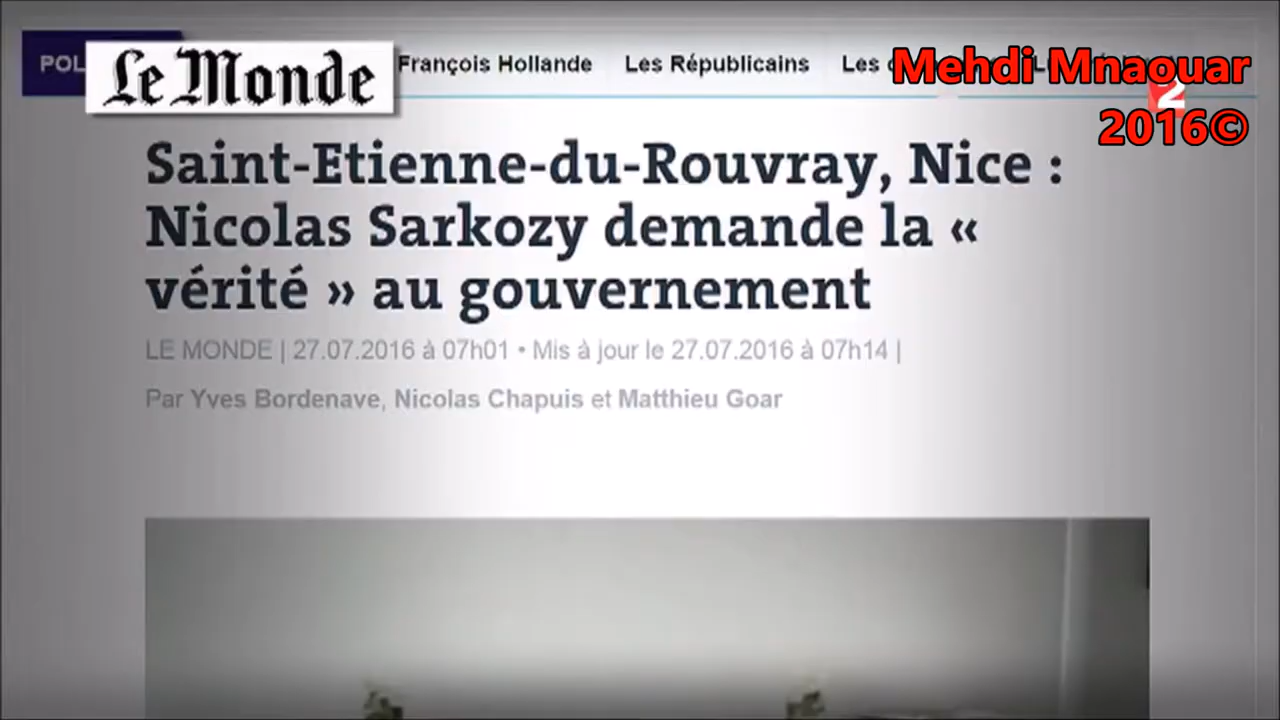 POL
Le Monde
François Hollande
Les Républicains
Les
Mehdi Mnaouar
2
2016©
Saint-Etienne-du-Rouvray, Nice :
Nicolas Sarkozy demande la «
vérité » au gouvernement
LE MONDE | 27.07.2016 à 07h01 • Mis à jour le 27.07.2016 à 07h14 |
Par Yves Bordenave, Nicolas Chapuis et Matthieu Goar